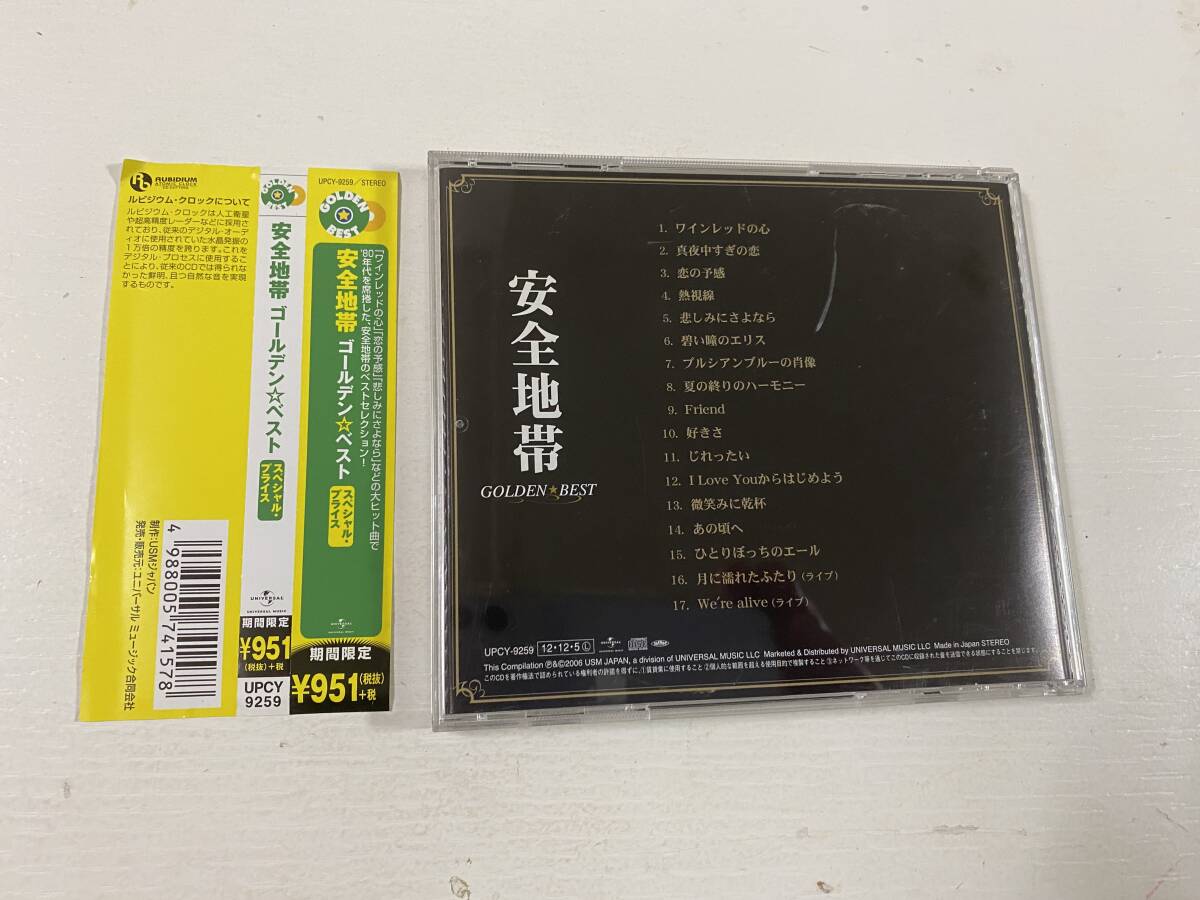 RUBIDIUM
ATOMIC CLOCK
CD CUTTING
ルビジウム・クロックについて
ルビジウム・クロックは人工衛星
や超高精度レーダーなどに採用さ
れており、従来のデジタル・オーデ
ィオに使用されていた水晶発振の
1万倍の精度を誇ります。これを
デジタル・プロセスに使用するこ
とにより、従来のCDでは得られな
かった鮮明、且つ自然な音を実現
するものです。
制作:USMジャパン
発売・販売元:ユニバーサル ミュージック合同会社
4 988005 741578
安全地帯 ゴールデン☆ベスト
スペシャル・
プライス
UNIVERSAL
UNIVERSAL MUSIC
期間限定
¥951
(税抜)+税
UPCY
9259
UPCY-9259/STEREO
GOLDEN
BEST
安全地帯 ゴールデン☆ベスト
スペシャル・
プライス
「ワインレッドの心」「恋の予感」「悲しみにさよなら」などの大ヒット曲で
'80年代を席捲した、安全地帯のベストセレクション!
期間限定
¥951(税抜)
+税
安全地帯
GOLDEN★BEST
1. ワインレッドの心
2. 真夜中すぎの恋
3. 恋の予感
4. 熱視線
5. 悲しみにさよなら
6. 碧い瞳のエリス
7. プルシアンブルーの肖像
8. 夏の終りのハーモニー
9. Friend
10. 好きさ
11. じれったい
12. I Love Youからはじめよう
13. 微笑みに乾杯
14. あの頃へ
15. ひとりぼっちのエール
16. 月に濡れたふたり (ライブ)
17. We're alive (ライブ)
UPCY-9259 12・12・5 Ⓛ
Marketed & Distributed by UNIVERSAL MUSIC LLC Made in Japan STEREO
This Compilation ℗&©2006 USM JAPAN, a division of UNIVERSAL MUSIC LLC